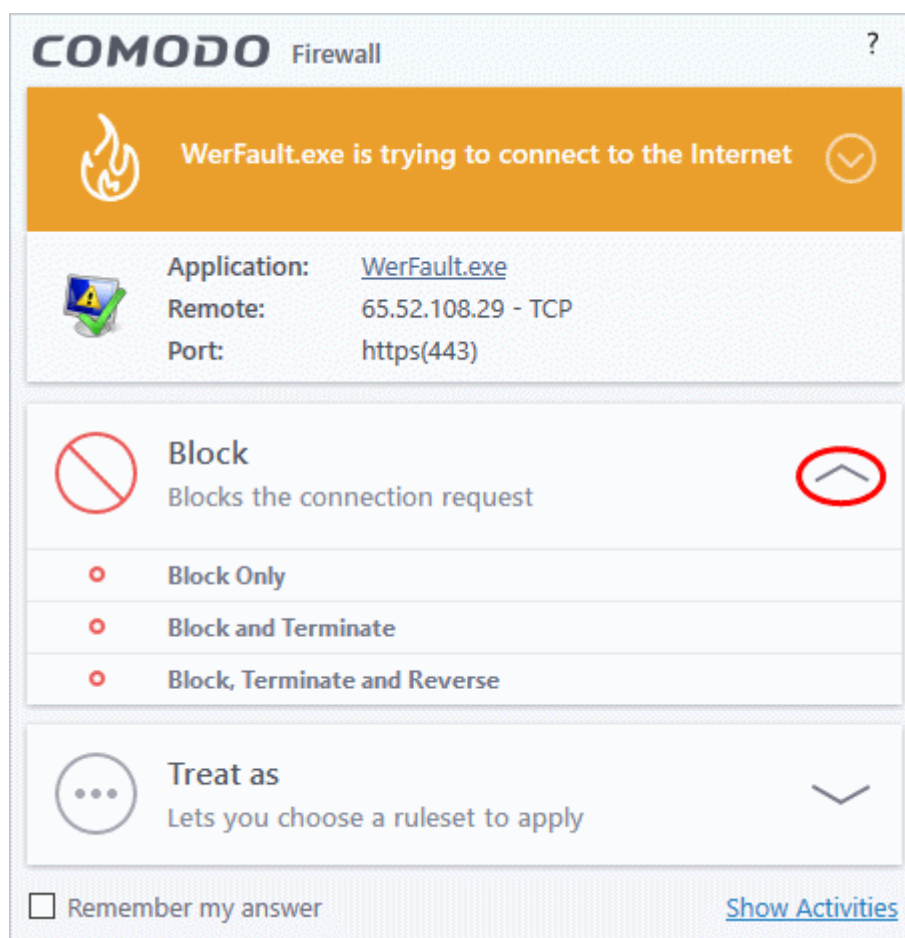 COMODO Firewall ?
WerFault.exe is trying to connect to the Internet
Application: WerFault.exe
Remote: 65.52.108.29 - TCP
Port: https(443)
Block
Blocks the connection request
Block Only
Block and Terminate
Block, Terminate and Reverse
Treat as
Lets you choose a ruleset to apply
Remember my answer Show Activities